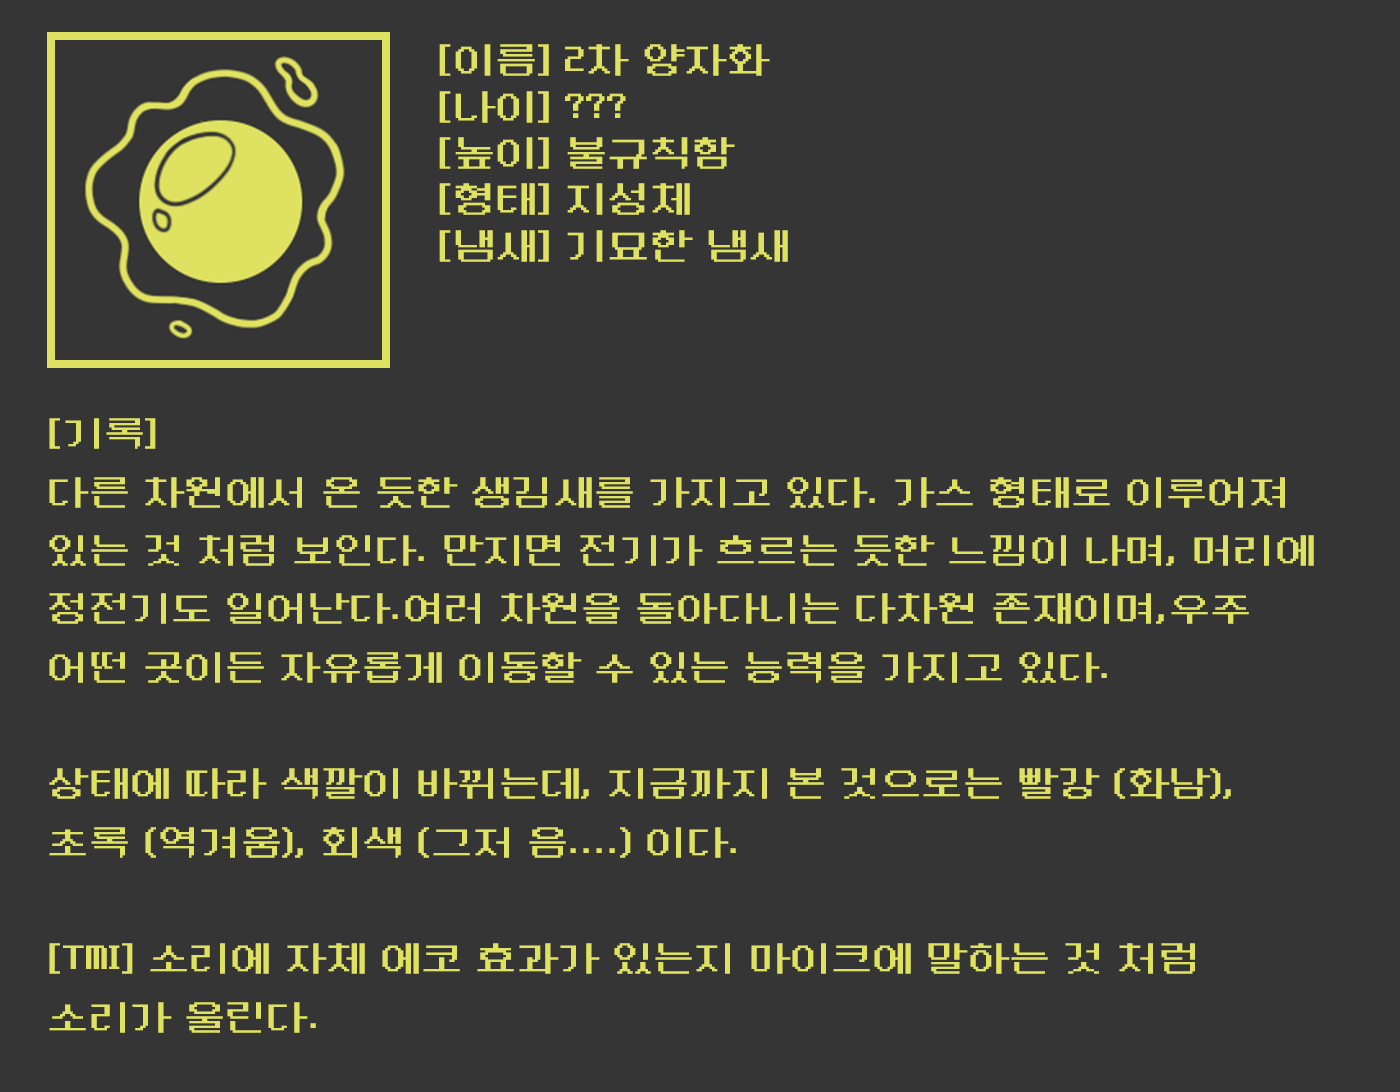 [이름] 2차 양자화
[나이] ???
[높이] 불규칙함
[형태] 지성체
[냄새] 기묘한 냄새
[기록]
다른 차원에서 온 듯한 생김새를 가지고 있다. 가스 형태로 이루어져
있는 것 처럼 보인다. 만지면 전기가 흐르는 듯한 느낌이 나며, 머리에
정전기도 일어난다.여러 차원을 돌아다니는 다차원 존재이며,우주
어떤 곳이든 자유롭게 이동할 수 있는 능력을 가지고 있다.
상태에 따라 색깔이 바뀌는데, 지금까지 본 것으로는 빨강 (화남),
초록 (역겨움), 회색 (그저 음....) 이다.
[TMI] 소리에 자체 에코 효과가 있는지 마이크에 말하는 것 처럼
소리가 울린다.